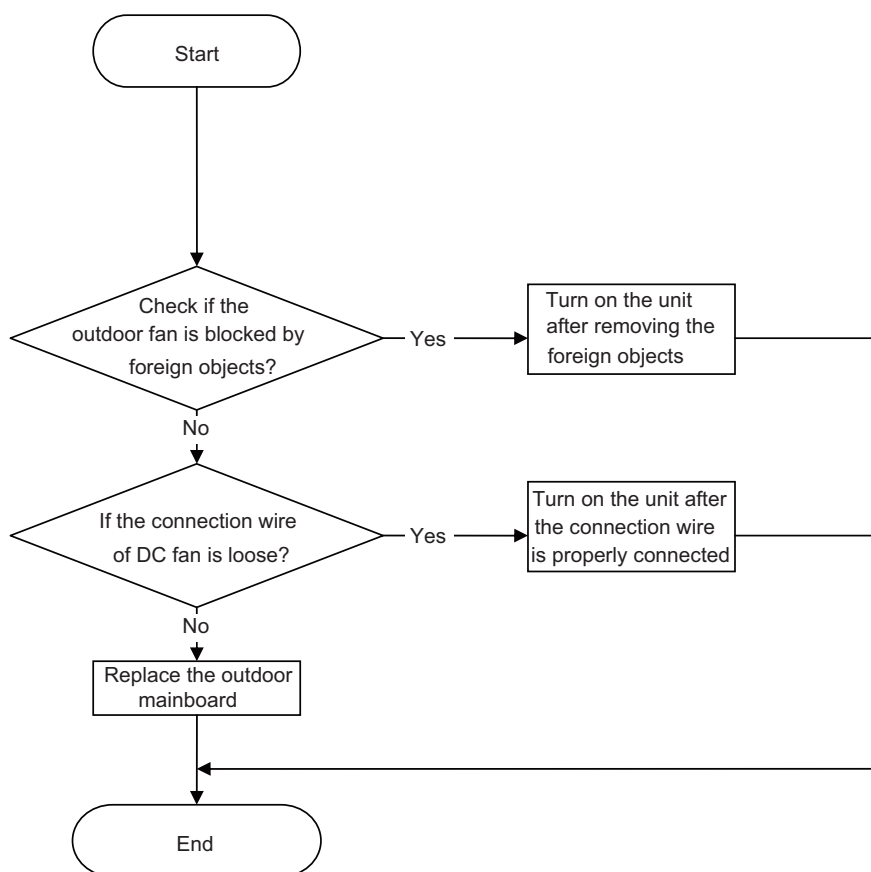 Start
Check if the
outdoor fan is blocked by
foreign objects?
Yes
Turn on the unit
after removing the
foreign objects
No
If the connection wire
of DC fan is loose?
Yes
Turn on the unit after
the connection wire
is properly connected
No
Replace the outdoor
mainboard
End